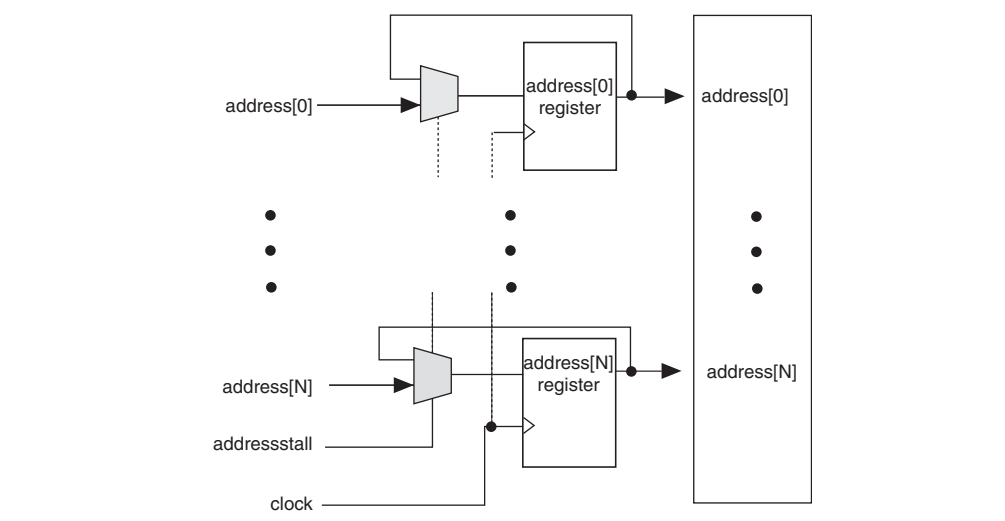 address[0]
address[0]
register
address[0]
address[N]
address[N]
register
address[N]
addressstall
clock